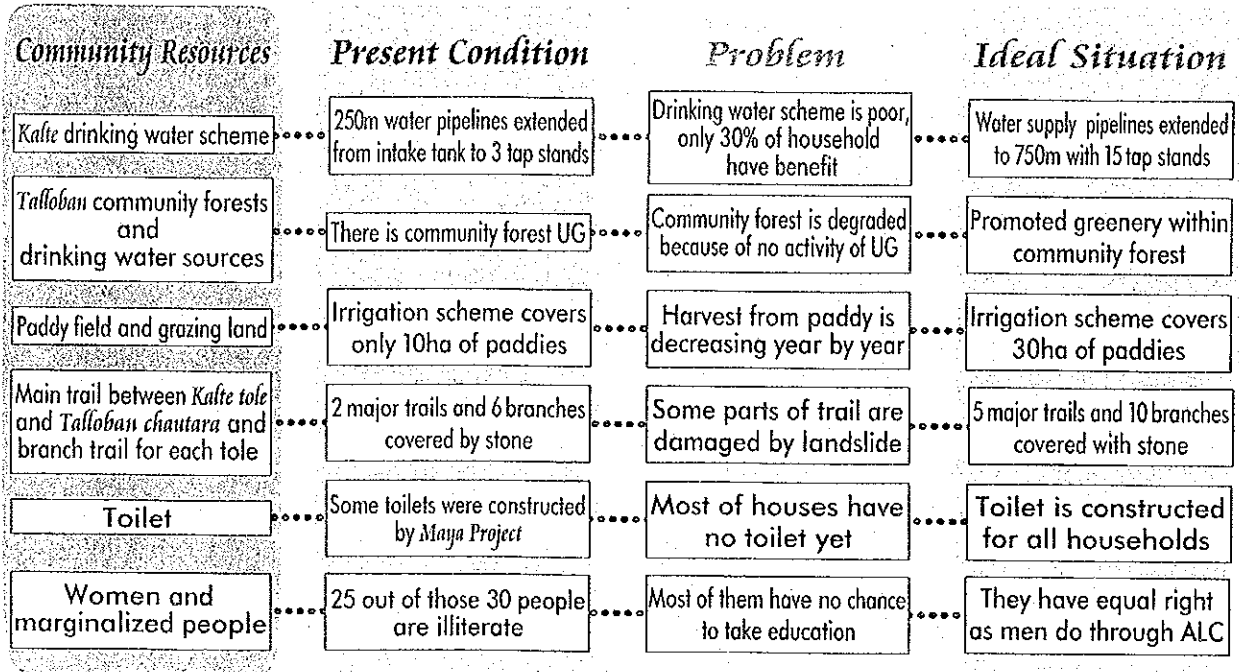 Community Resources
Present Condition
Problem
Ideal Situation
Kalte drinking water scheme
250m water pipelines extended
from intake tank to 3 tap stands
Drinking water scheme is poor,
only 30% of household
have benefit
Water supply pipelines extended
to 750m with 15 tap stands
Talloban community forests
and
drinking water sources
There is community forest UG
Community forest is degraded
because of no activity of UG
Promoted greenery within
community forest
Paddy field and grazing land
Irrigation scheme covers
only 10ha of paddies
Harvest from paddy is
decreasing year by year
Irrigation scheme covers
30ha of paddies
Main trail between Kalte tole
and Talloban chautara and
branch trail for each tole
2 major trails and 6 branches
covered by stone
Some parts of trail are
damaged by landslide
5 major trails and 10 branches
covered with stone
Toilet
Some toilets were constructed
by Maya Project
Most of houses have
no toilet yet
Toilet is constructed
for all households
Women and
marginalized people
25 out of those 30 people
are illiterate
Most of them have no chance
to take education
They have equal right
as men do through ALC